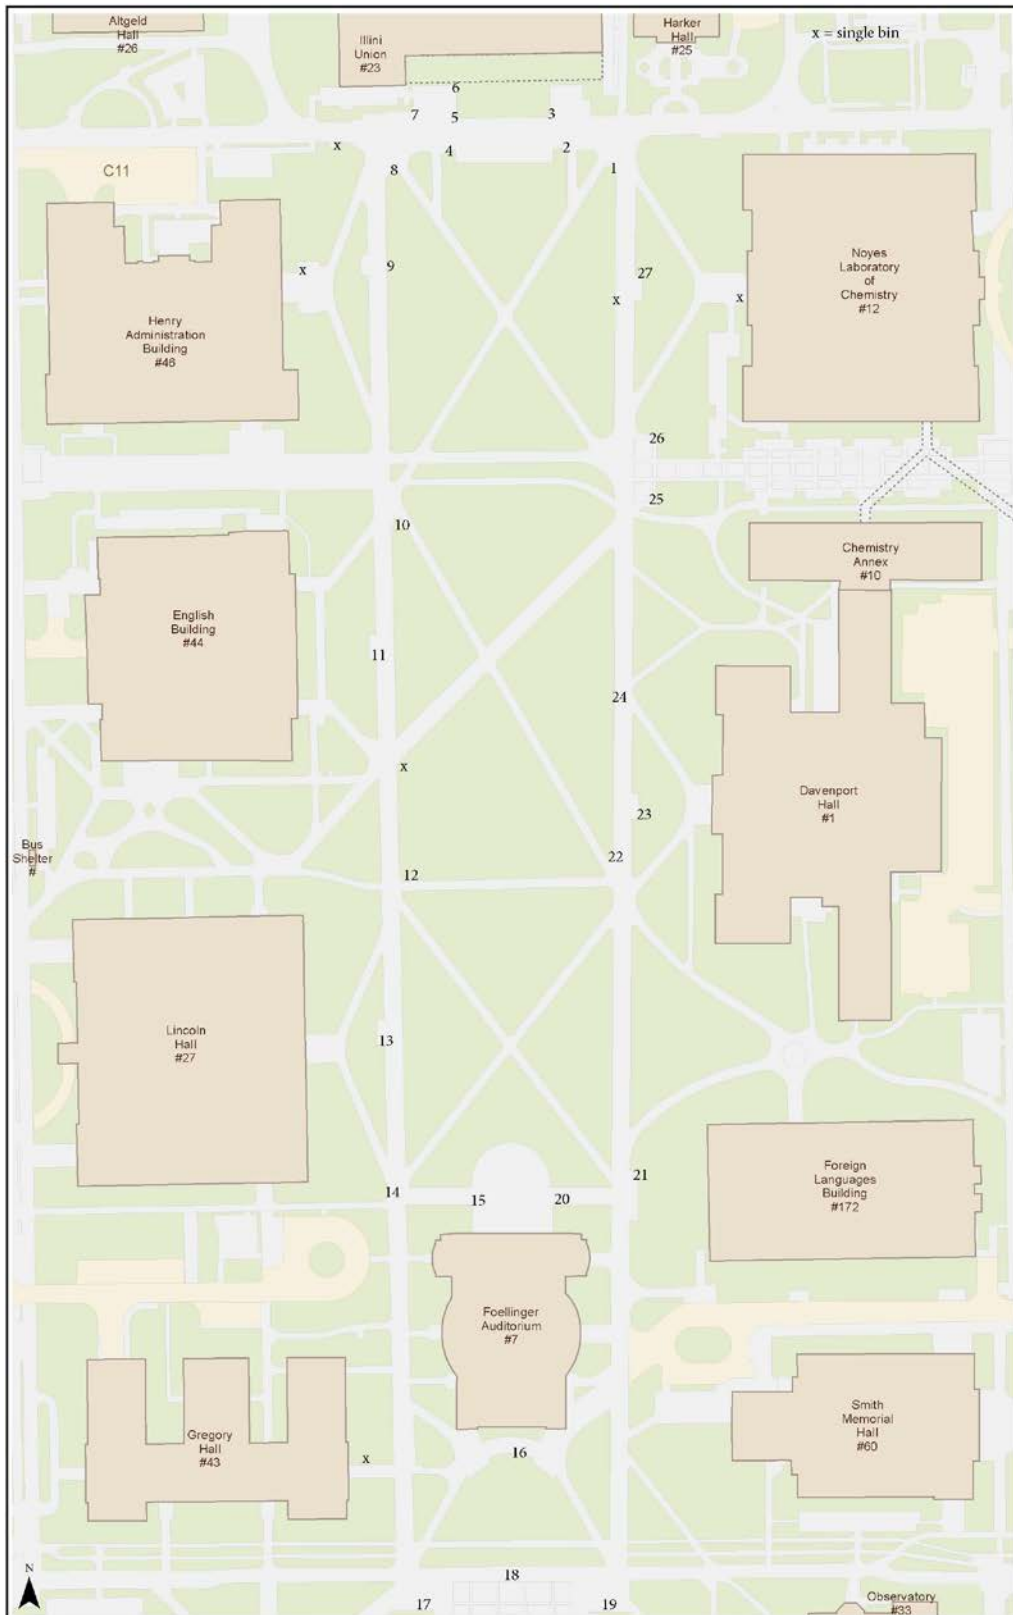 Altgeld
Hall
#26
Illini
Union
#23
Harker
Hall
#25
x = single bin
6
7
5
3
x
4
2
8
1
C11
9
x
27
x
x
Noyes
Laboratory
of
Chemistry
#12
Henry
Administration
Building
#46
26
25
10
Chemistry
Annex
#10
English
Building
#44
11
24
x
Davenport
Hall
#1
23
Bus
Shelter
#
22
12
Lincoln
Hall
#27
13
21
14
15
20
Foreign
Languages
Building
#172
Foellinger
Auditorium
#7
Smith
Memorial
Hall
#60
Gregory
Hall
#43
x
16
N
18
17
19
Observatory
#33